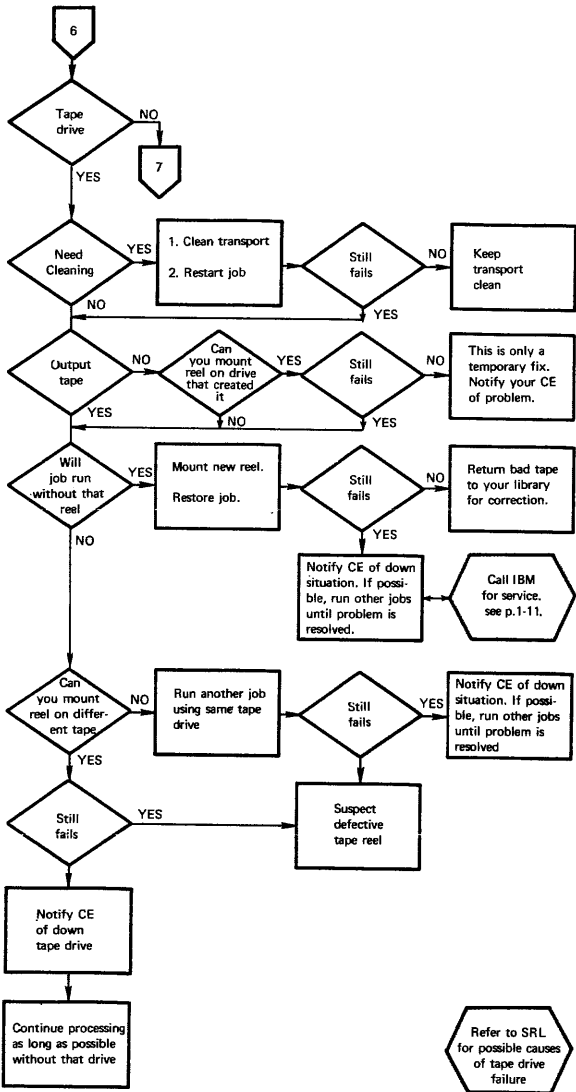 6
Tape
drive
NO
7
YES
Need
Cleaning
YES
1. Clean transport
2. Restart job
Still
fails
NO
Keep
transport
clean
NO
YES
Output
tape
NO
Can
you mount
reel on drive
that created
it
YES
Still
fails
NO
This is only a
temporary fix.
Notify your CE
of problem.
YES
NO
YES
Will
job run
without that
reel
YES
Mount new reel.
Restore job.
Still
fails
NO
Return bad tape
to your library
for correction.
NO
YES
Notify CE of down
situation. If possi-
ble, run other jobs
until problem is
resolved.
Call IBM
for service.
see p.1-11.
Can
you mount
reel on differ-
ent tape
NO
Run another job
using same tape
drive
Still
fails
YES
Notify CE of down
situation. If possi-
ble, run other jobs
until problem is
resolved
YES
Still
fails
YES
Suspect
defective
tape reel
Notify CE
of down
tape drive
Continue processing
as long as possible
without that drive
Refer to SRL
for possible causes
of tape drive
failure